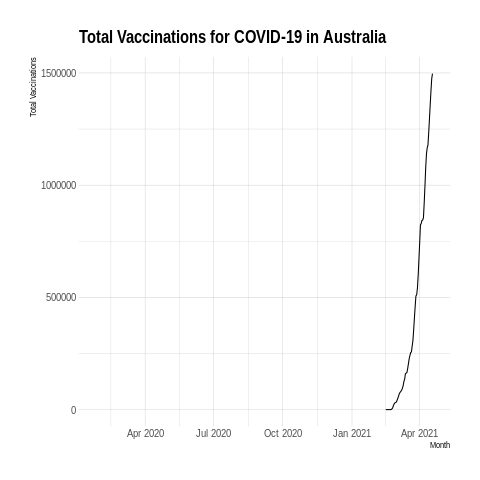 Total Vaccinations for COVID-19 in Australia
Total Vaccinations
1500000
1000000
500000
0
Apr 2020 Jul 2020 Oct 2020 Jan 2021 Apr 2021
Month